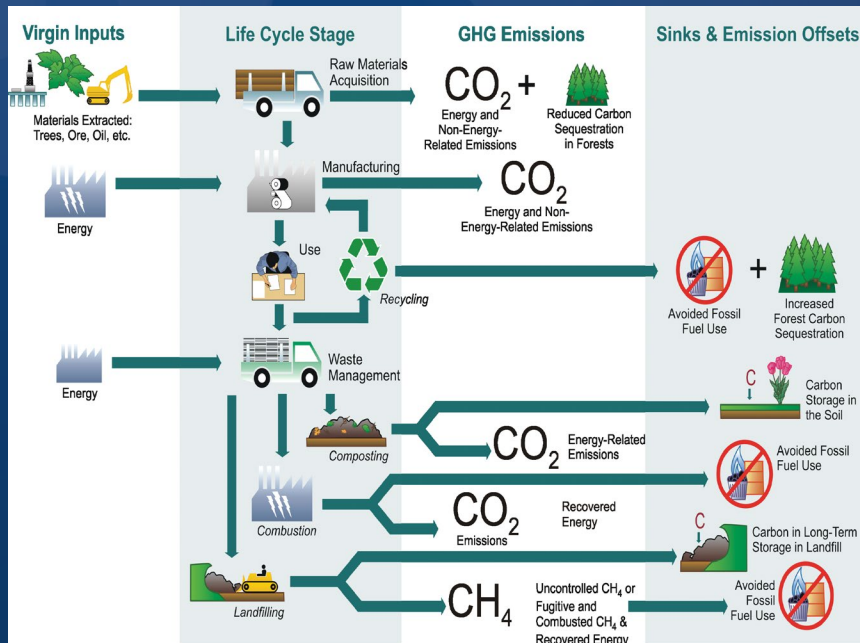 Virgin Inputs
Life Cycle Stage
GHG Emissions
Sinks & Emission Offsets
Materials Extracted:
Trees, Ore, Oil, etc.
Raw Materials
Acquisition
CO2
+
Energy and
Non-Energy-
Related Emissions
Reduced Carbon
Sequestration
in Forests
Energy
Manufacturing
CO2
Energy and Non-
Energy-Related Emissions
Use
Recycling
+
Avoided Fossil
Fuel Use
Increased
Forest Carbon
Sequestration
Energy
Waste
Management
C
Carbon
Storage in
the Soil
Composting
CO2
Energy-Related
Emissions
Avoided Fossil
Fuel Use
Combustion
CO2
Emissions
Recovered
Energy
C
Carbon in Long-Term
Storage in Landfill
Landfilling
CH4
Uncontrolled CH4 or
Fugitive and
Combusted CH4 &
Recovered Energy
Avoided
Fossil
Fuel Use